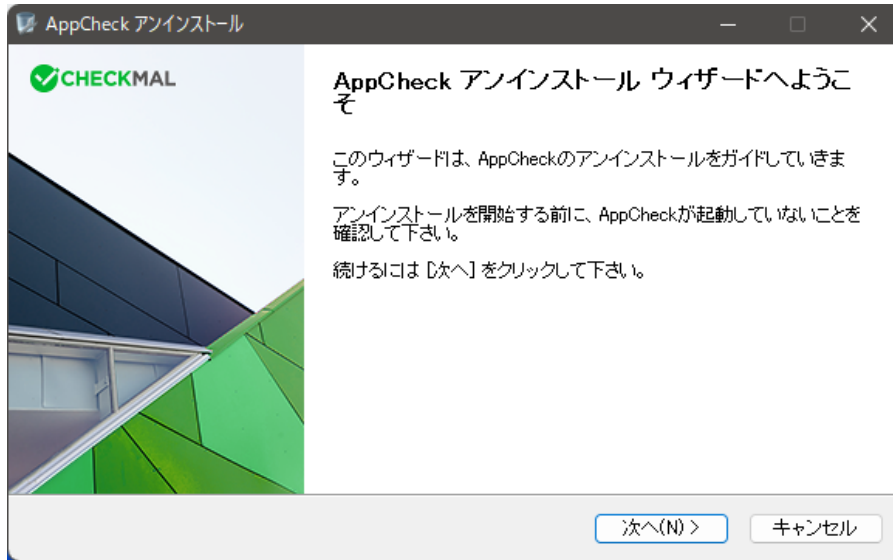 AppCheck アンインストール
CHECKMAL
AppCheck アンインストール ウィザードへようこ
そ
このウィザードは、AppCheckのアンインストールをガイドしていきま
す。
アンインストールを開始する前に、AppCheckが起動していないことを
確認して下さい。
続けるには [次へ] をクリックして下さい。
次へ(N) >
キャンセル